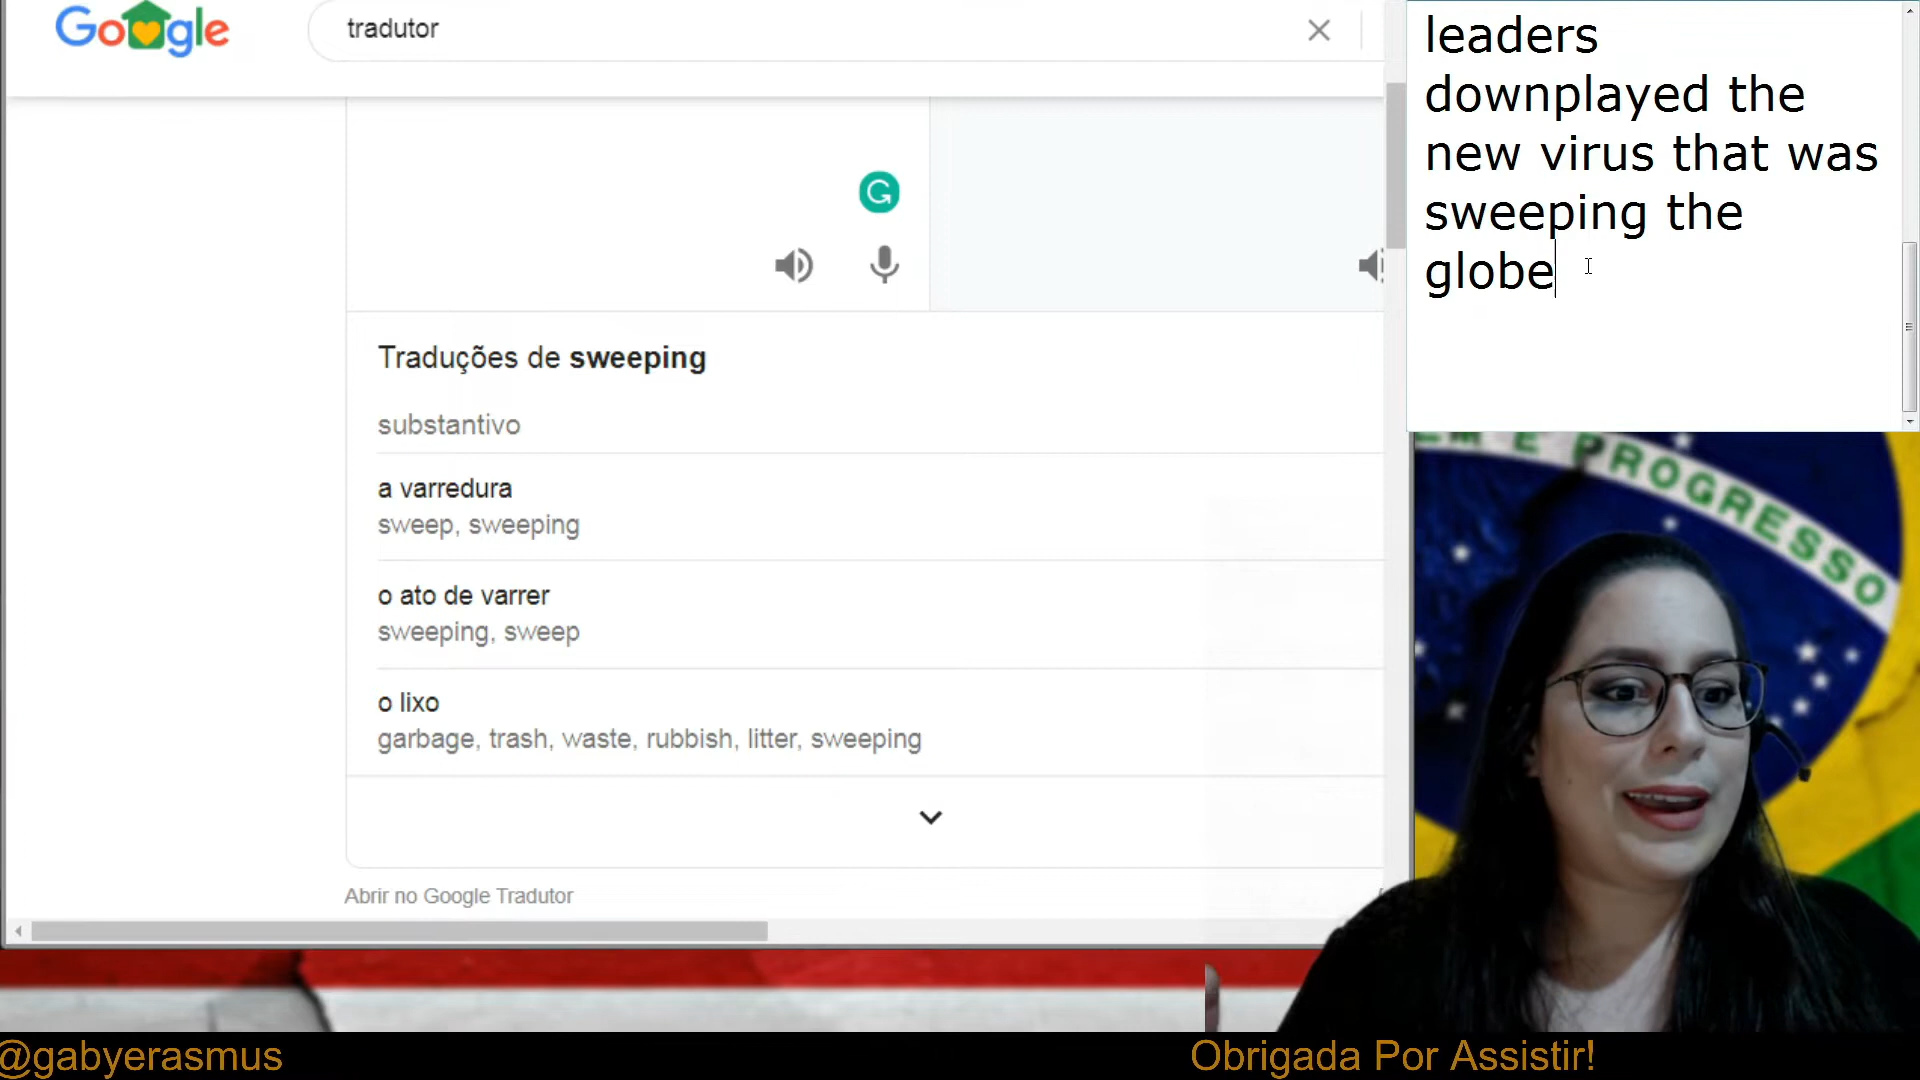 Google
tradutor
Traduções de sweeping
substantivo
a varredura
sweep, sweeping
o ato de varrer
sweeping, sweep
o lixo
garbage, trash, waste, rubbish, litter, sweeping
Abrir no Google Tradutor
leaders
downplayed the
new virus that was
sweeping the
globe
EM E PROGRESSO
@gabyerasmus
Obrigada Por Assistir!